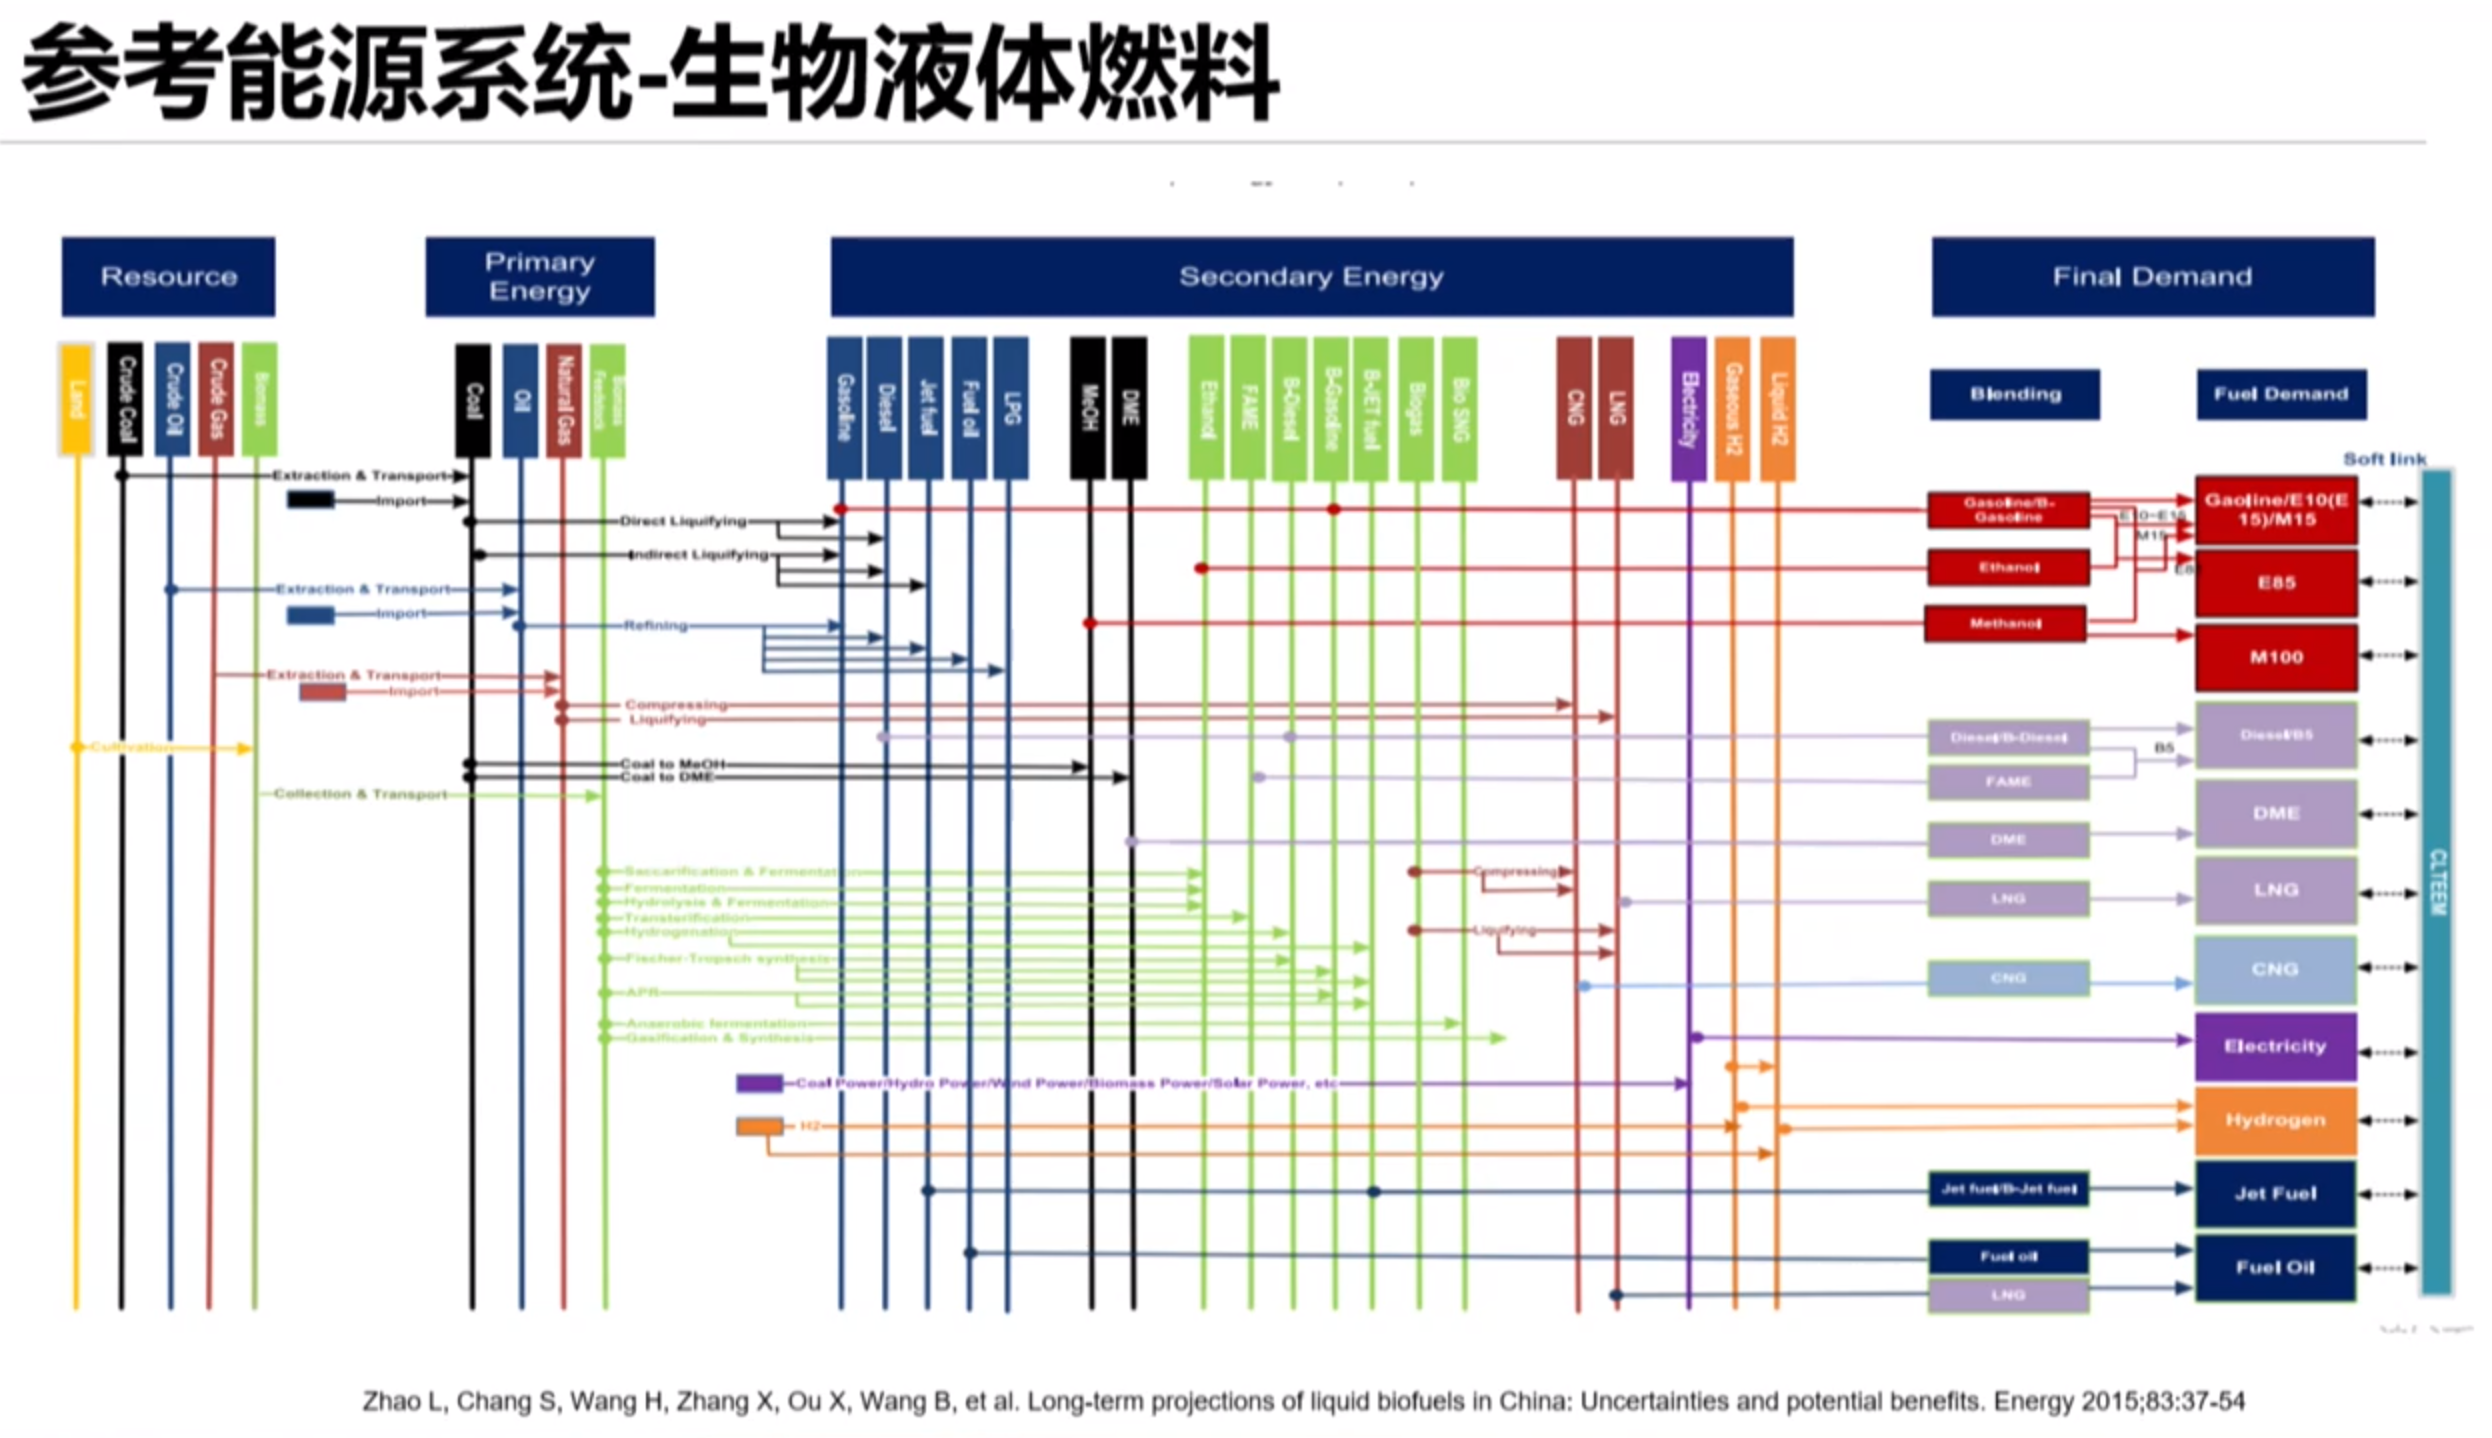 参考能源系统-生物液体燃料
Resource
Primary
Energy
Secondary Energy
Final Demand
Land
Crude Coal
Crude Oil
Crude Gas
Biomass
Coal
Oil
Natural Gas
Biomass
Feedstock
Gasoline
Diesel
Jet fuel
Fuel oil
LPG
MeOH
DME
Ethanol
FAME
B-Diesel
B-Gasoline
B-JET fuel
Biogas
Bio SNG
CNG
LNG
Electricity
Gaseous H2
Liquid H2
Blending
Fuel Demand
Soft link
Extraction & Transport
Import
Direct Liquifying
Indirect Liquifying
Extraction & Transport
Import
Refining
Extraction & Transport
Import
Compressing
Liquifying
Cultivation
Coal to MeOH
Coal to DME
Collection & Transport
Saccarification & Fermentation
Fermentation
Hydrolysis & Fermentation
Transterification
Hydrogenation
Fischer-Tropsch synthesis
APR
Anaerobic fermentation
Gasification & Synthesis
Compressing
Liquifying
Coal Power/Hydro Power/Wind Power/Biomass Power/Solar Power, etc
H2
Gasoline/B-
Gasoline
Ethanol
Methanol
Diesel/B-Diesel
FAME
DME
LNG
CNG
Jet fuel/B-Jet fuel
Fuel oil
LNG
E10~E15
M15
B5
Gaoline/E10(E
15)/M15
E85
M100
Diesel/B5
DME
LNG
CNG
Electricity
Hydrogen
Jet Fuel
Fuel Oil
CLTEEM
Zhao L, Chang S, Wang H, Zhang X, Ou X, Wang B, et al. Long-term projections of liquid biofuels in China: Uncertainties and potential benefits. Energy 2015;83:37-54